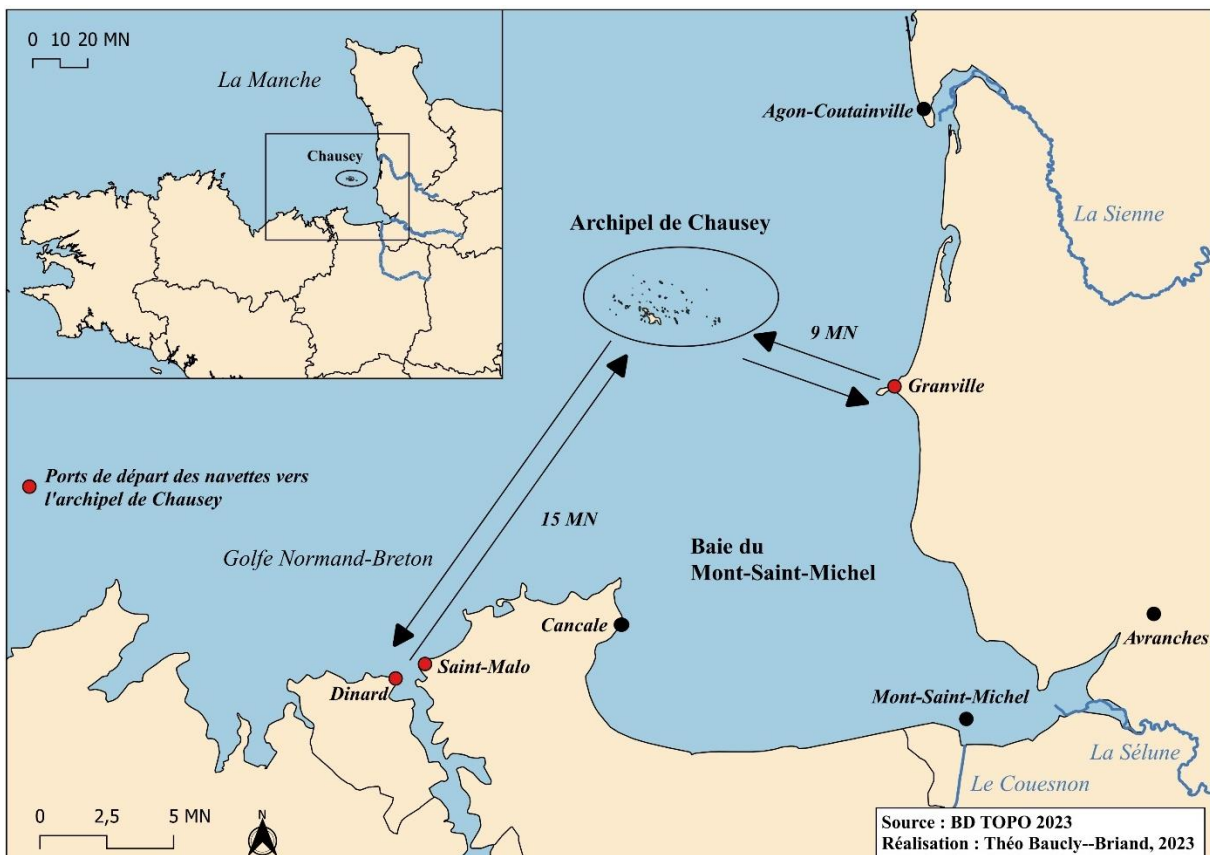 0 10 20 MN
La Manche
Chausey
Agon-Coutainville
La Sienne
Archipel de Chausey
9 MN
Granville
Ports de départ des navettes vers
l'archipel de Chausey
15 MN
Golfe Normand-Breton
Baie du
Mont-Saint-Michel
Cancale
Avranches
Saint-Malo
Dinard
Mont-Saint-Michel
La Sélune
Le Couesnon
0 2,5 5 MN
N
Source : BD TOPO 2023
Réalisation : Théo Baucly--Briand, 2023